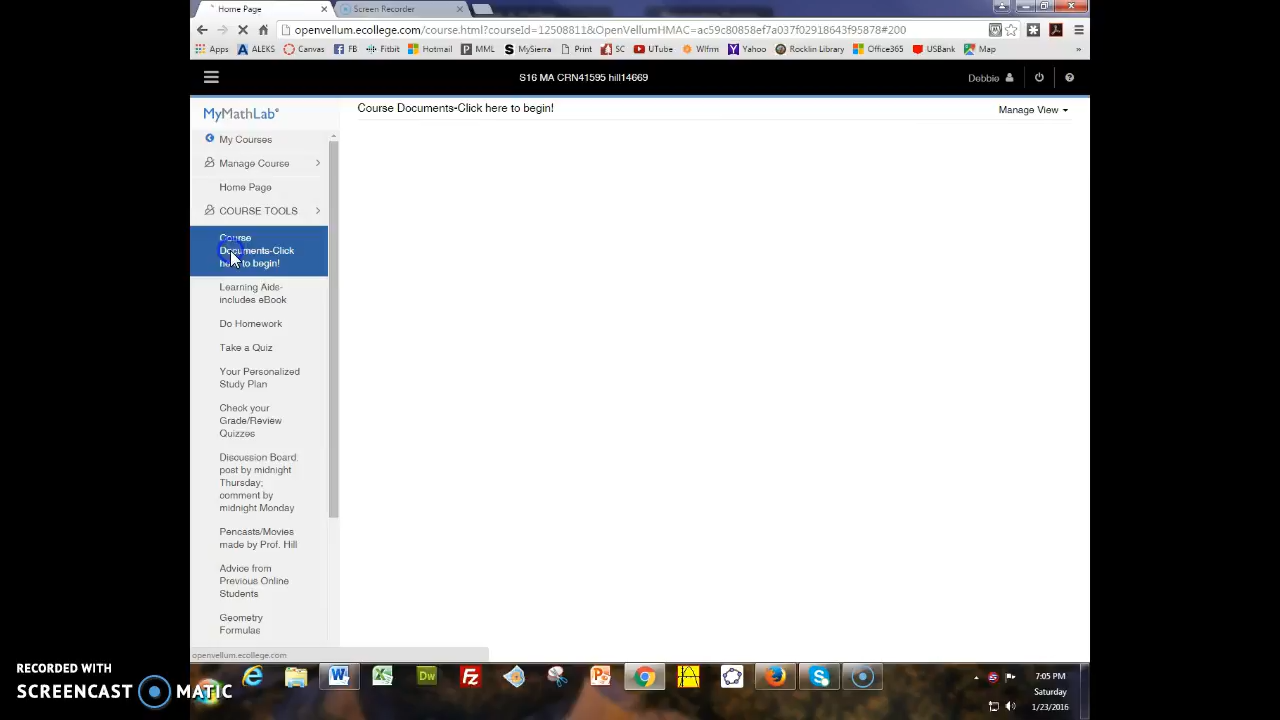 Home Page
Screen Recorder
openvellum.ecollege.com/course.html?courseId=12508811&OpenVellumHMAC=ac59c80858ef7a037f02918643f95878#200
Apps ALEKS Canvas FB Fitbit Hotmail MML MySierra Print SC UTube Wlfrm Yahoo Rocklin Library Office365 USBank Map
S16 MA CRN41595 hill14669
Debbie
MyMathLab®
Course Documents-Click here to begin!
Manage View
My Courses
Manage Course
Home Page
COURSE TOOLS
Course
Documents-Click
here to begin!
Learning Aids-
includes eBook
Do Homework
Take a Quiz
Your Personalized
Study Plan
Check your
Grade/Review
Quizzes
Discussion Board:
post by midnight
Thursday;
comment by
midnight Monday
Pencasts/Movies
made by Prof. Hill
Advice from
Previous Online
Students
Geometry
Formulas
openvellum.ecollege.com
7:05 PM
Saturday
1/23/2016
RECORDED WITH
SCREENCAST MATIC